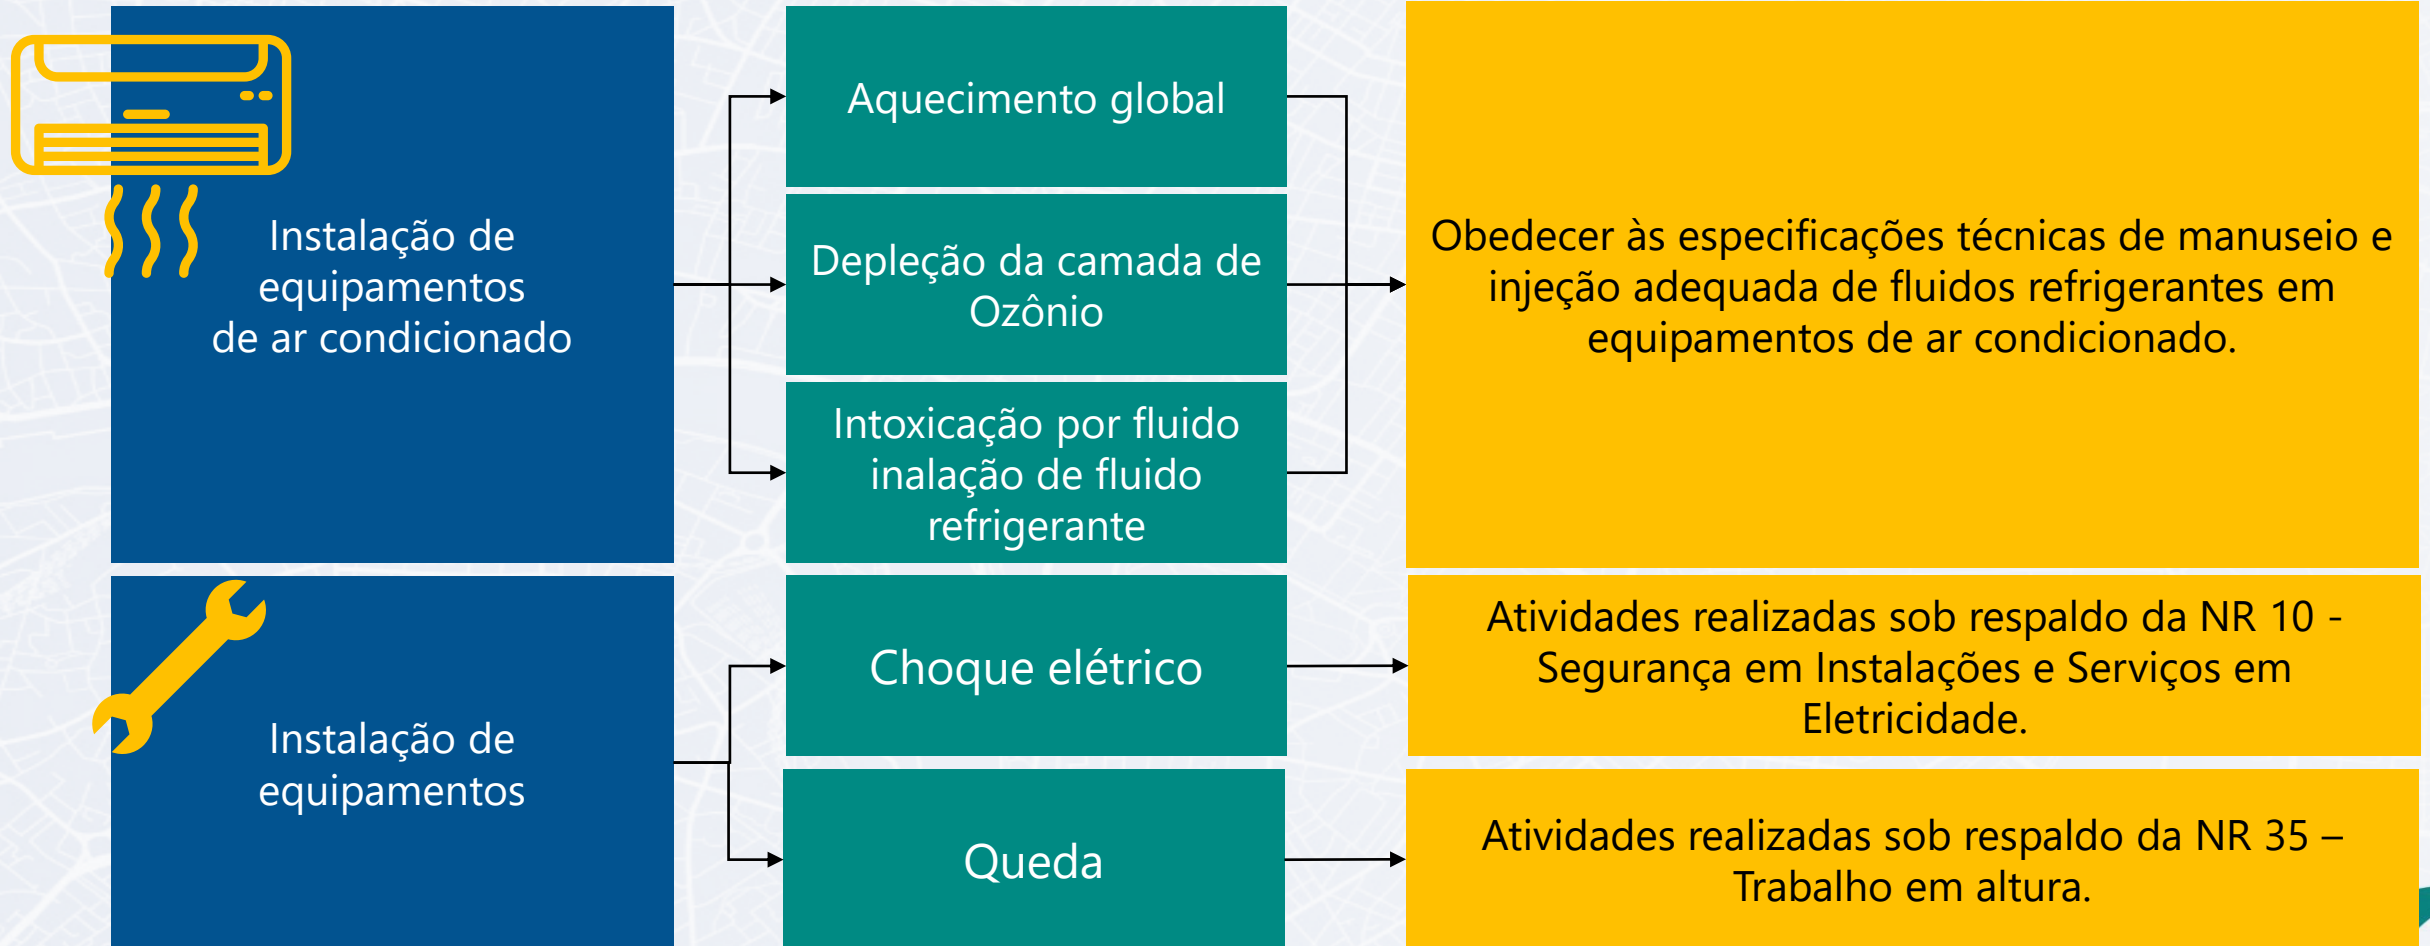 Instalação de
equipamentos
de ar condicionado
Aquecimento global
Depleção da camada de
Ozônio
Intoxicação por fluido
inalação de fluido
refrigerante
Obedecer às especificações técnicas de manuseio e
injeção adequada de fluidos refrigerantes em
equipamentos de ar condicionado.
Instalação de
equipamentos
Choque elétrico
Atividades realizadas sob respaldo da NR 10 -
Segurança em Instalações e Serviços em
Eletricidade.
Queda
Atividades realizadas sob respaldo da NR 35 –
Trabalho em altura.